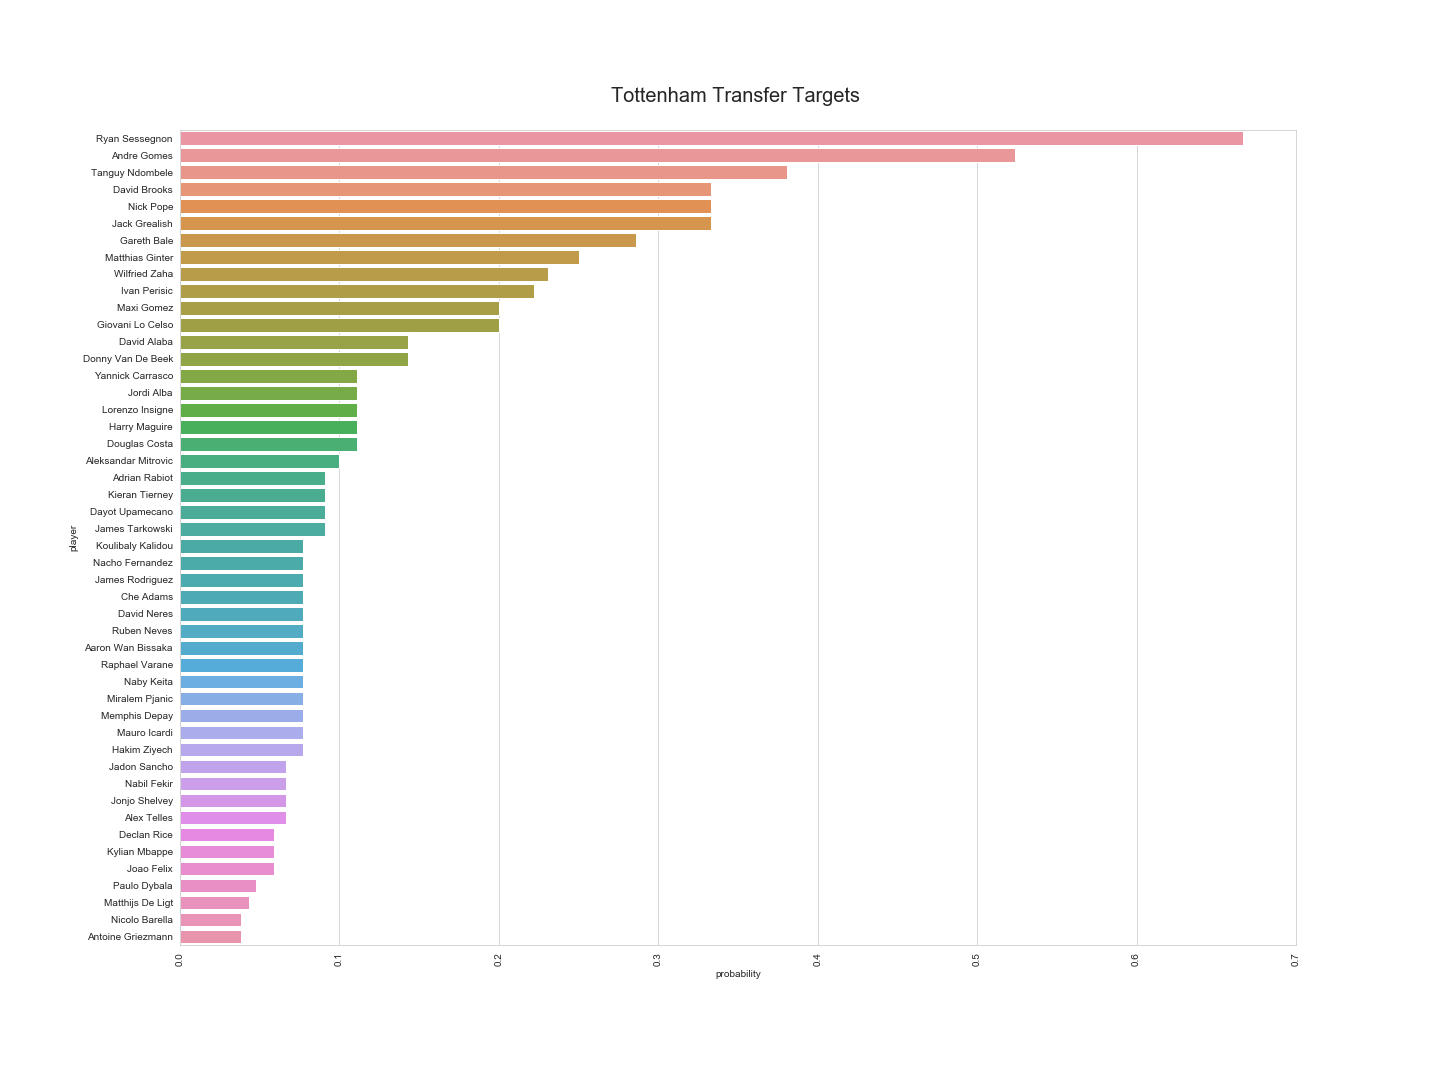 Tottenham Transfer Targets
Ryan Sessegnon
Andre Gomes
Tanguy Ndombele
David Brooks
Nick Pope
Jack Grealish
Gareth Bale
Matthias Ginter
Wilfried Zaha
Ivan Perisic
Maxi Gomez
Giovani Lo Celso
David Alaba
Donny Van De Beek
Yannick Carrasco
Jordi Alba
Lorenzo Insigne
Harry Maguire
Douglas Costa
Aleksandar Mitrovic
Adrian Rabiot
Kieran Tierney
Dayot Upamecano
James Tarkowski
Koulibaly Kalidou
Nacho Fernandez
James Rodriguez
Che Adams
David Neres
Ruben Neves
Aaron Wan Bissaka
Raphael Varane
Naby Keita
Miralem Pjanic
Memphis Depay
Mauro Icardi
Hakim Ziyech
Jadon Sancho
Nabil Fekir
Jonjo Shelvey
Alex Telles
Declan Rice
Kylian Mbappe
Joao Felix
Paulo Dybala
Matthijs De Ligt
Nicolo Barella
Antoine Griezmann
player
0.0 0.1 0.2 0.3 0.4 0.5 0.6 0.7
probability